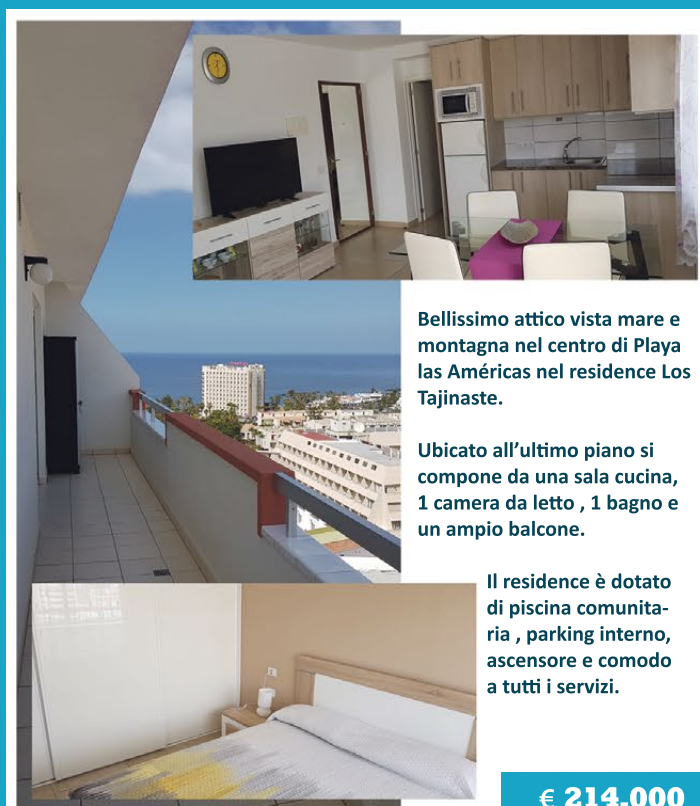 Bellissimo attico vista mare e
montagna nel centro di Playa
las Américas nel residence Los
Tajinaste.
Ubicato all'ultimo piano si
compone da una sala cucina,
1 camera da letto , 1 bagno e
un ampio balcone.
Il residence è dotato
di piscina comunita-
ria , parking interno,
ascensore e comodo
a tutti i servizi.
€ 214.000